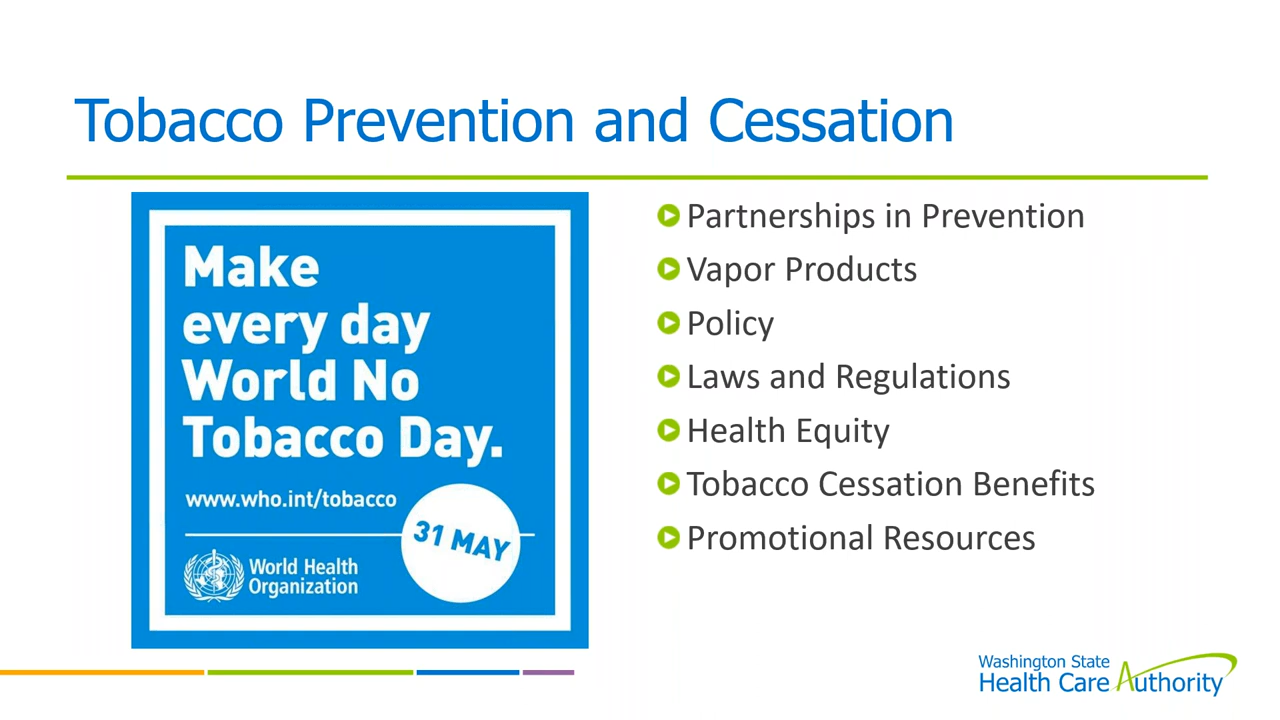 Tobacco Prevention and Cessation
Make
every day
World No
Tobacco Day.
www.who.int/tobacco
31 MAY
World Health
Organization
Partnerships in Prevention
Vapor Products
Policy
Laws and Regulations
Health Equity
Tobacco Cessation Benefits
Promotional Resources
Washington State
Health Care Authority